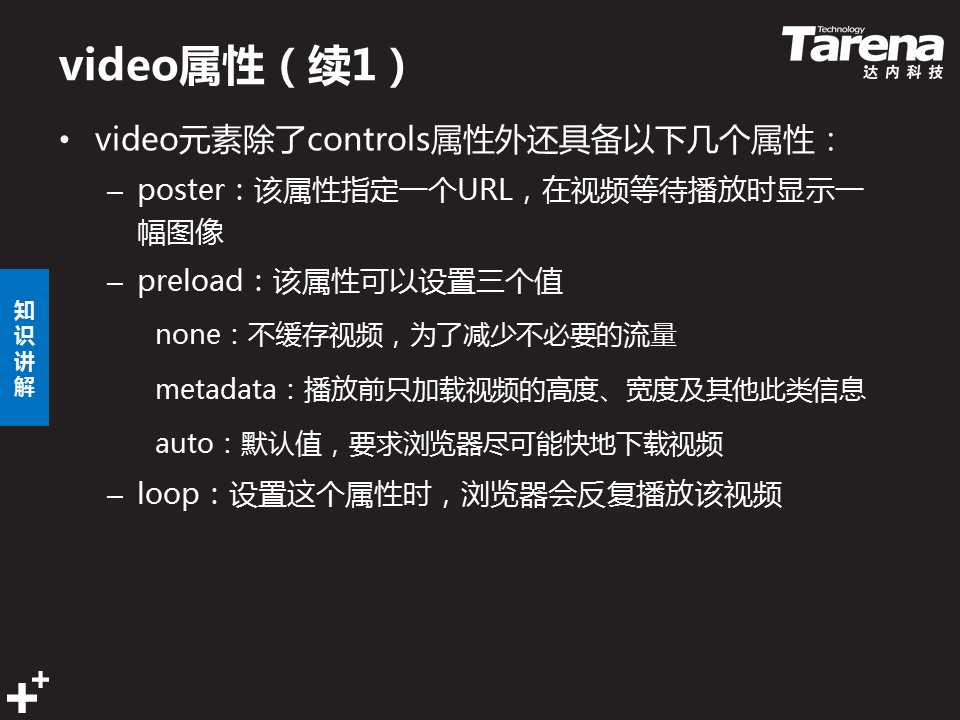 video属性（续1）
Technology
Tarena
达内科技
• video元素除了controls属性外还具备以下几个属性：
– poster：该属性指定一个URL，在视频等待播放时显示一
幅图像
– preload：该属性可以设置三个值
none：不缓存视频，为了减少不必要的流量
metadata：播放前只加载视频的高度、宽度及其他此类信息
auto：默认值，要求浏览器尽可能快地下载视频
– loop：设置这个属性时，浏览器会反复播放该视频
知
识
讲
解